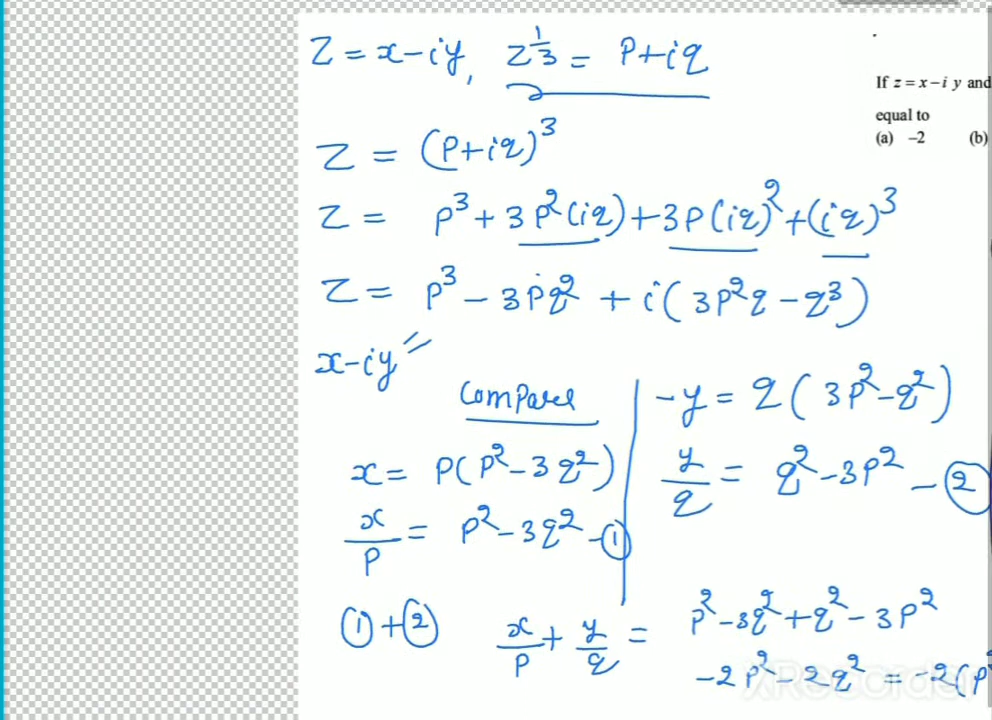 Z = x-iy, Z^{1/3} = P+iq
If z = x – i y and
equal to
(a) –2 (b)
Z = (P+iq)^3
Z = P^3 + 3P^2(iq) + 3P(iq)^2 + (iq)^3
Z = P^3 - 3Pq^2 + i(3P^2q - q^3)
x-iy =
Compare
x = P(P^2 - 3q^2)
x/P = P^2 - 3q^2 - ①
-y = q(3P^2 - q^2)
y/q = q^2 - 3P^2 - ②
① + ② x/P + y/q = P^2 - 3q^2 + q^2 - 3P^2
-2P^2 - 2q^2 = -2(P^2
XRecorder